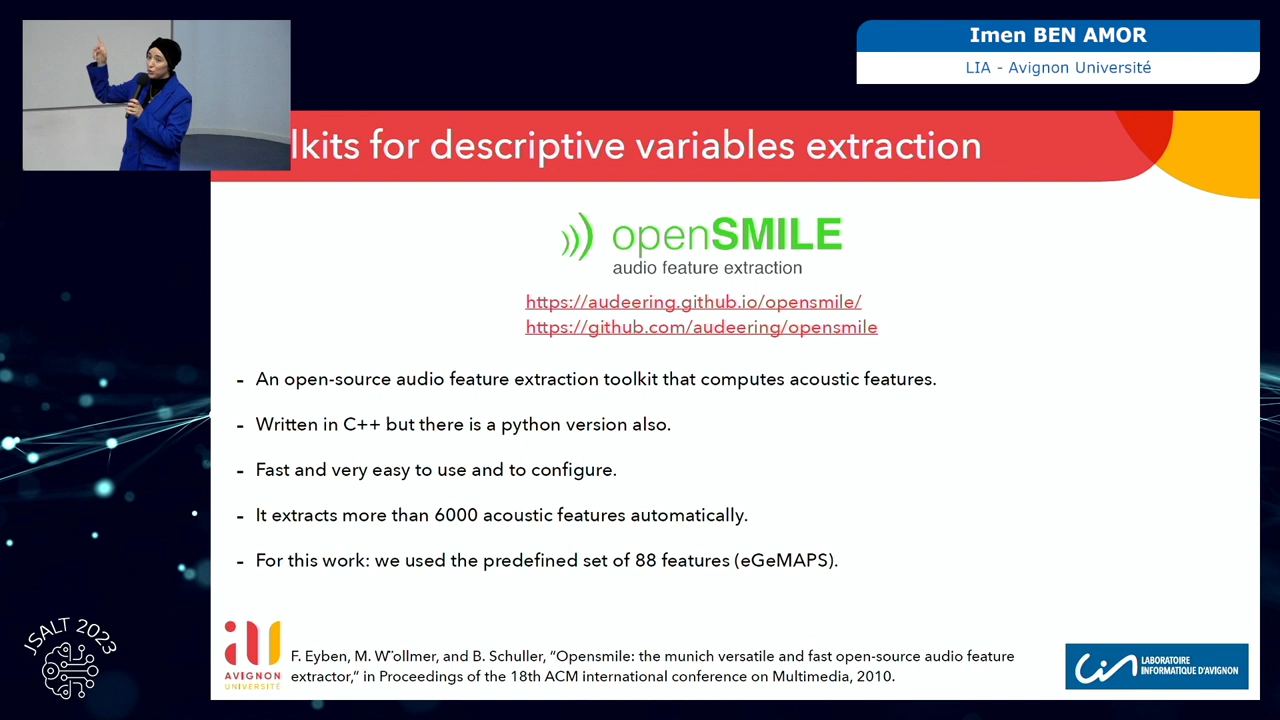 Imen BEN AMOR
LIA - Avignon Université
lkits for descriptive variables extraction
openSMILE
audio feature extraction
https://audeering.github.io/opensmile/
https://github.com/audeering/opensmile
- An open-source audio feature extraction toolkit that computes acoustic features.
- Written in C++ but there is a python version also.
- Fast and very easy to use and to configure.
- It extracts more than 6000 acoustic features automatically.
- For this work: we used the predefined set of 88 features (eGeMAPS).
JSALT 2023
AVIGNON
UNIVERSITÉ
F. Eyben, M. W¨ollmer, and B. Schuller, “Opensmile: the munich versatile and fast open-source audio feature
extractor,” in Proceedings of the 18th ACM international conference on Multimedia, 2010.
LABORATOIRE
INFORMATIQUE D'AVIGNON